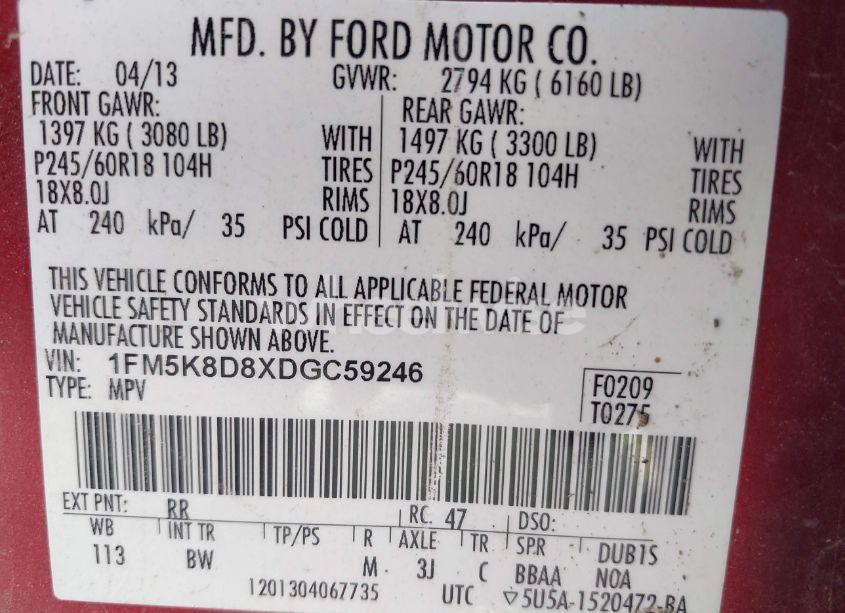 MFD. BY FORD MOTOR CO.
DATE: 04/13 GVWR: 2794 KG ( 6160 LB)
FRONT GAWR: REAR GAWR:
1397 KG ( 3080 LB) WITH 1497 KG ( 3300 LB) WITH
P245/60R18 104H TIRES P245/60R18 104H TIRES
18X8.0J RIMS 18X8.0J RIMS
AT 240 kPa/ 35 PSI COLD AT 240 kPa/ 35 PSI COLD
THIS VEHICLE CONFORMS TO ALL APPLICABLE FEDERAL MOTOR
VEHICLE SAFETY STANDARDS IN EFFECT ON THE DATE OF
MANUFACTURE SHOWN ABOVE.
VIN: 1FM5K8D8XDGC59246
TYPE: MPV
F0209
T0275
EXT PNT: RR RC: 47 DSO:
WB INT TR TP/PS R AXLE TR SPR DUB1S
113 BW M 3J C BBAA NOA
1201304067735 UTC ▽5U5A-1520472-BA